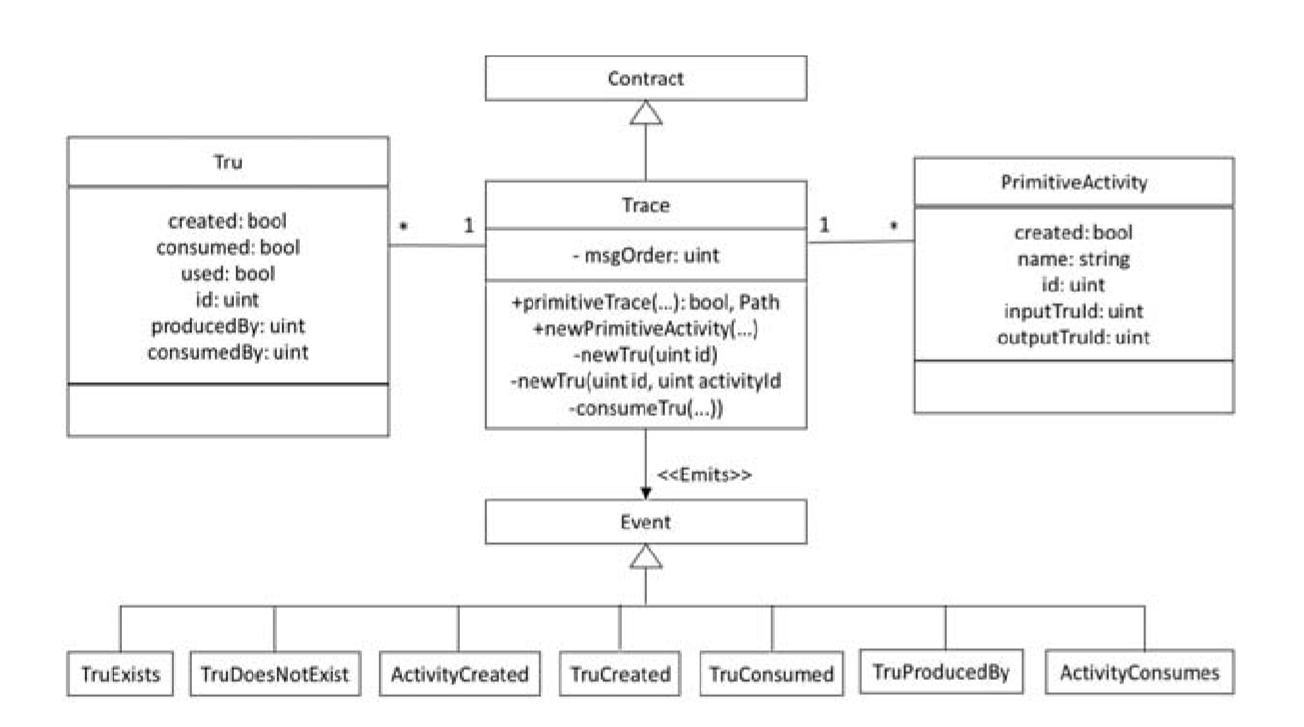 Contract
Tru
created: bool
consumed: bool
used: bool
id: uint
producedBy: uint
consumedBy: uint
* 1
Trace
- msgOrder: uint
+primitiveTrace(...): bool, Path
+newPrimitiveActivity(...)
-newTru(uint id)
-newTru(uint id, uint activityId
-consumeTru(...))
1 *
PrimitiveActivity
created: bool
name: string
id: uint
inputTruId: uint
outputTruId: uint
<<Emits>>
Event
TruExists
TruDoesNotExist
ActivityCreated
TruCreated
TruConsumed
TruProducedBy
ActivityConsumes